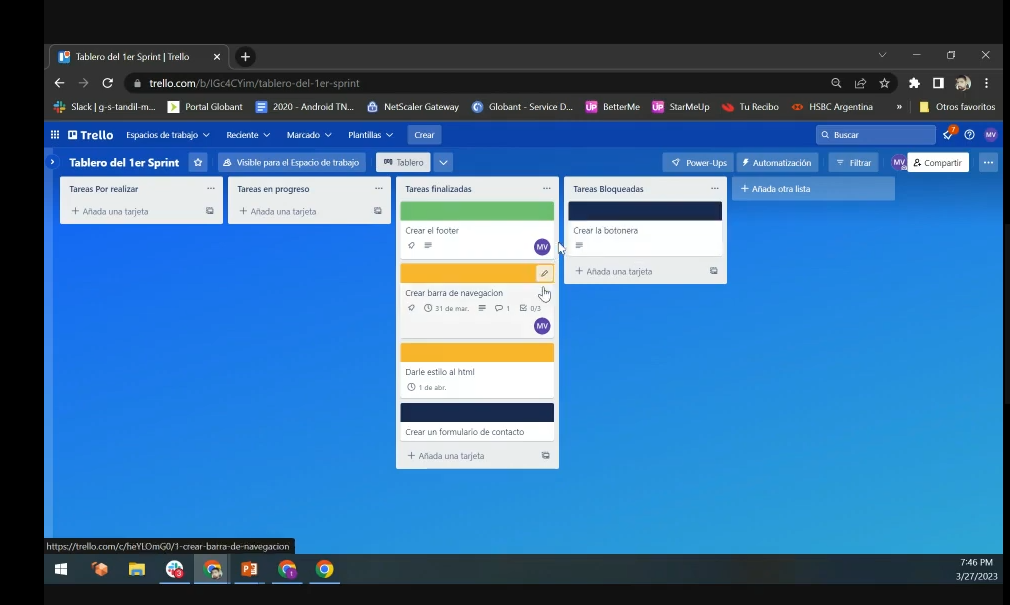 Tablero del 1er Sprint | Trello
trello.com/b/lGc4CYim/tablero-del-1er-sprint
Slack | g-s-tandil-m... Portal Globant 2020 - Android TN... NetScaler Gateway Globant - Service D... BetterMe StarMeUp Tu Recibo HSBC Argentina » Otros favoritos
Trello Espacios de trabajo Reciente Marcado Plantillas Crear Buscar 7 MV
Tablero del 1er Sprint Visible para el Espacio de trabajo Tablero Power-Ups Automatización Filtrar MV Compartir
Tareas Por realizar
+ Añada una tarjeta
Tareas en progreso
+ Añada una tarjeta
Tareas finalizadas
Crear el footer
MV
Crear barra de navegacion
31 de mar. 1 0/3
MV
Darle estilo al html
1 de abr.
Crear un formulario de contacto
+ Añada una tarjeta
Tareas Bloqueadas
Crear la botonera
+ Añada una tarjeta
+ Añada otra lista
https://trello.com/c/heYLOmG0/1-crear-barra-de-navegacion
7:46 PM
3/27/2023